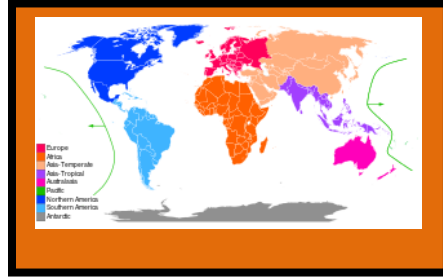 Europe
Africa
Asia-Temperate
Asia-Tropical
Australasia
Pacific
Northern America
Southern America
Antarctic